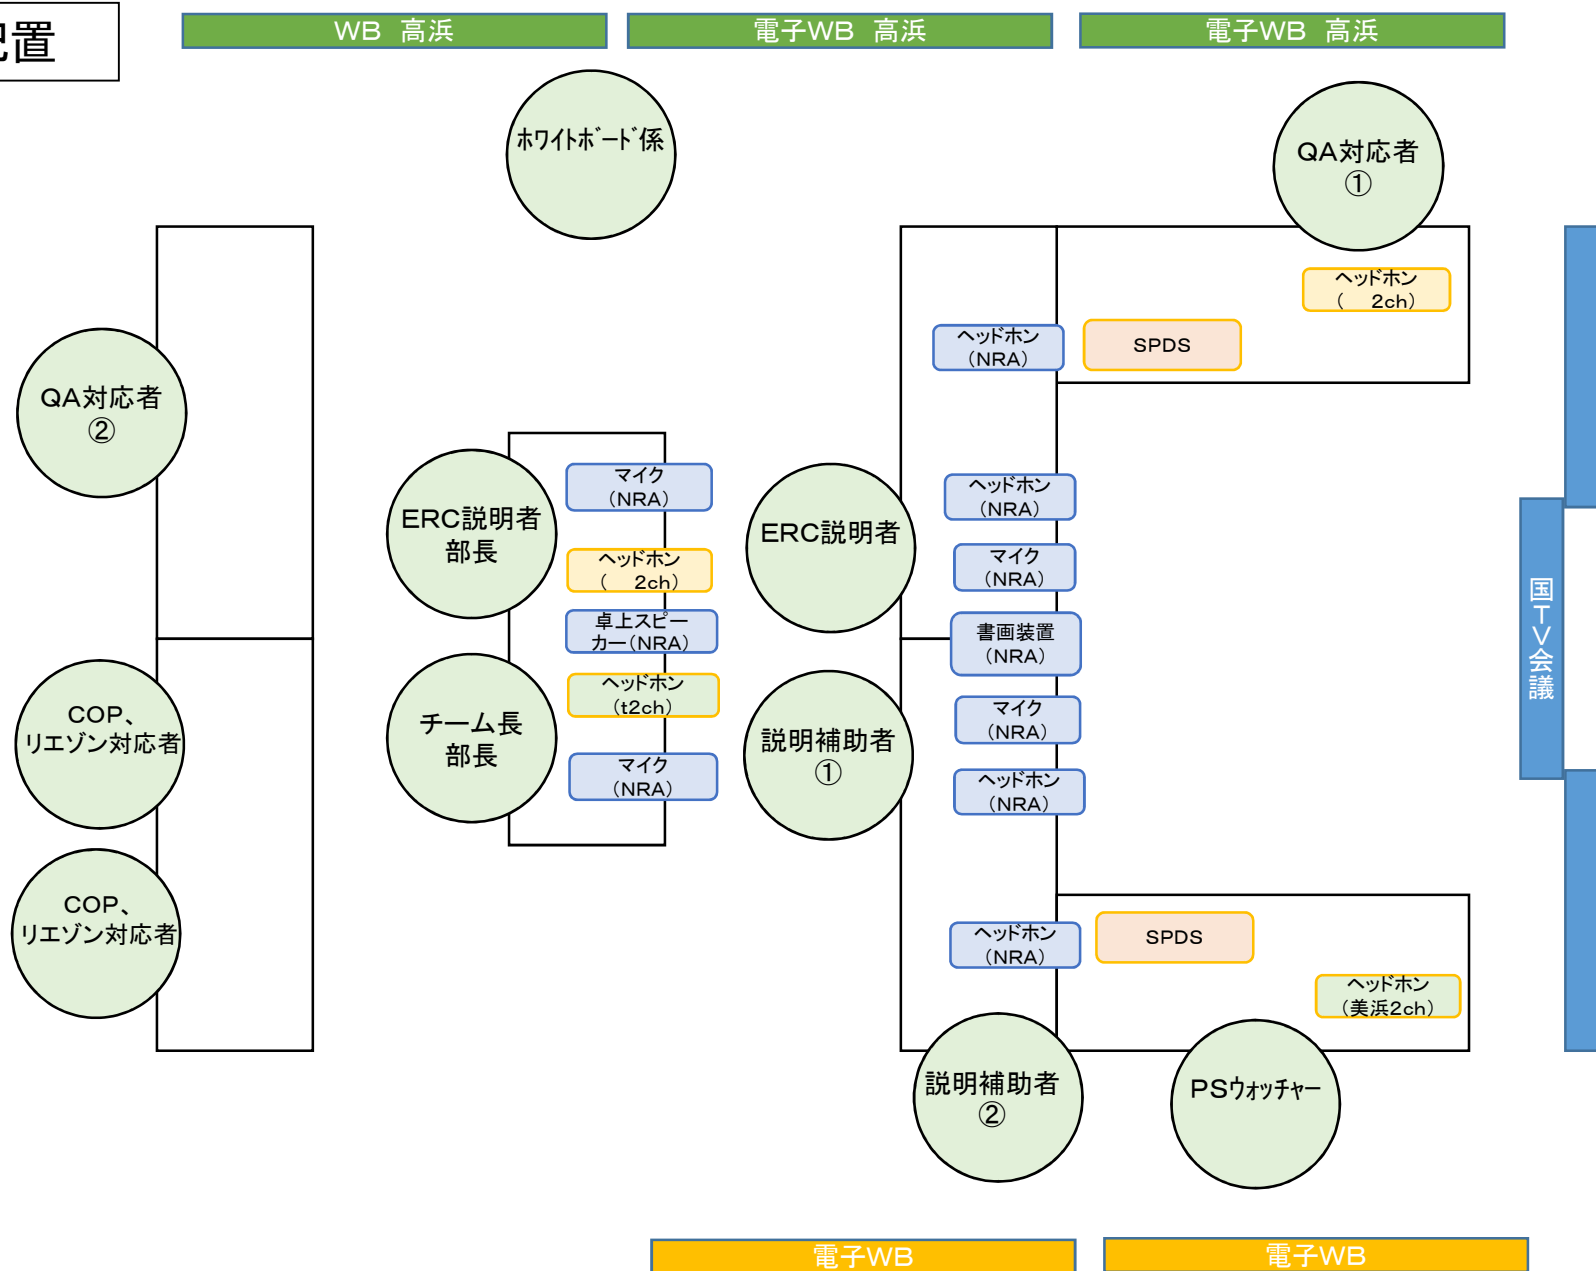 配置
WB 高浜
電子WB 高浜
電子WB 高浜
ホワイトボード係
QA対応者
①
ヘッドホン
( 2ch)
ヘッドホン
(NRA)
SPDS
QA対応者
②
ERC説明者
部長
マイク
(NRA)
ヘッドホン
( 2ch)
卓上スピー
カー(NRA)
ヘッドホン
(t2ch)
マイク
(NRA)
チーム長
部長
ERC説明者
ヘッドホン
(NRA)
マイク
(NRA)
書画装置
(NRA)
マイク
(NRA)
ヘッドホン
(NRA)
説明補助者
①
国TV会議
COP、
リエゾン対応者
COP、
リエゾン対応者
ヘッドホン
(NRA)
SPDS
ヘッドホン
(美浜2ch)
説明補助者
②
PSウォッチャー
電子WB
電子WB